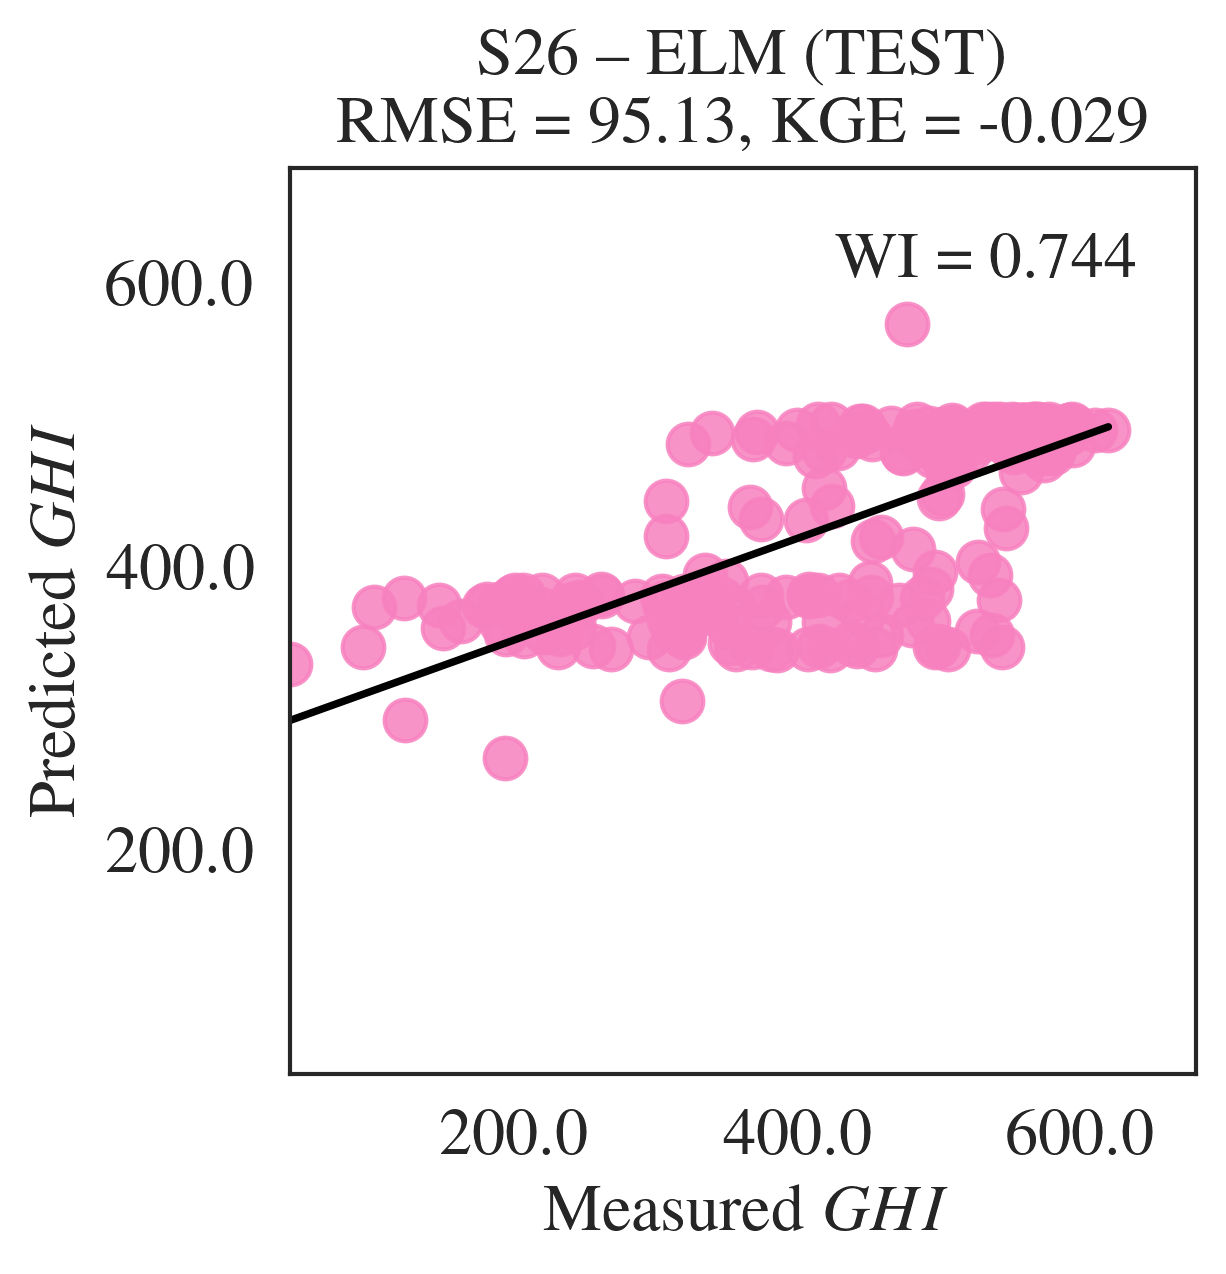 S26 – ELM (TEST)
RMSE = 95.13, KGE = -0.029
WI = 0.744
600.0
400.0
200.0
Predicted GHI
200.0 400.0 600.0
Measured GHI